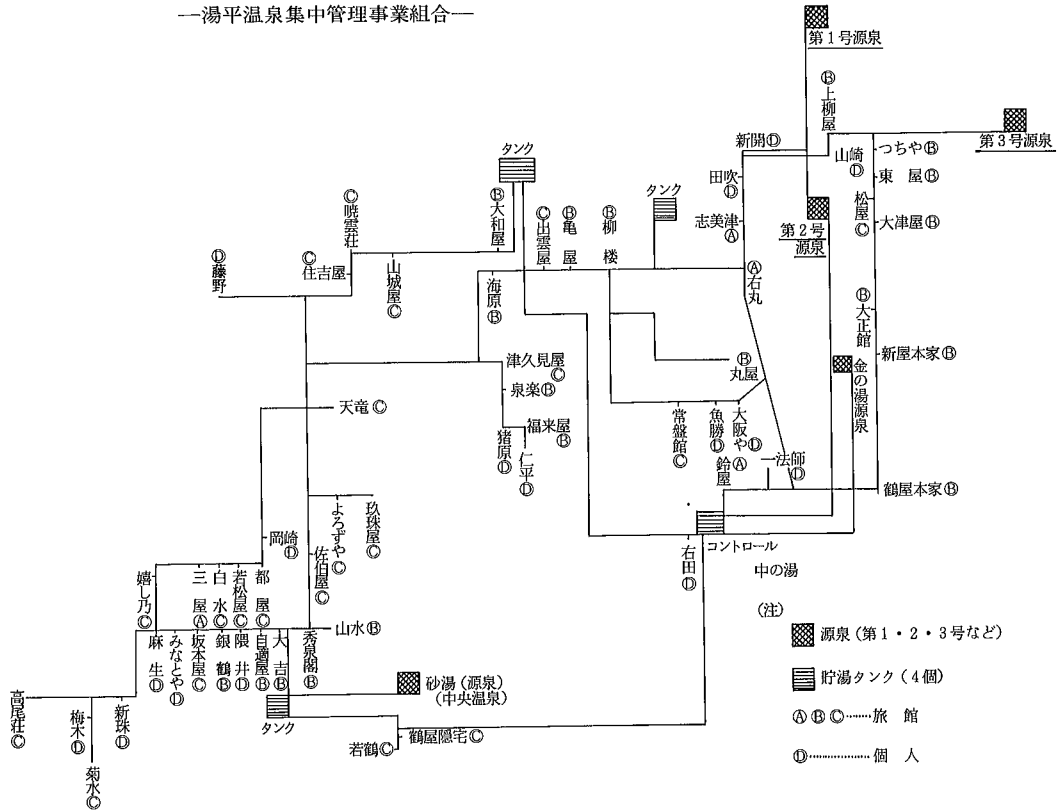 ―湯平温泉集中管理事業組合―
第1号源泉
Ⓑ上柳屋
第3号源泉
新開Ⓓ
山崎Ⓓ
つちやⒷ
東屋Ⓑ
松屋Ⓒ
大津屋Ⓑ
田吹Ⓓ
志美津Ⓐ
第2号源泉
タンク
タンク
Ⓑ大和屋
Ⓒ暁雲荘
Ⓒ出雲屋
Ⓑ亀屋
Ⓑ柳楼
Ⓓ藤野
Ⓒ住吉屋
山城屋Ⓒ
海原Ⓑ
Ⓐ右丸
Ⓑ大正館
新屋本家Ⓑ
金の湯源泉
津久見屋Ⓒ
泉楽Ⓑ
Ⓑ丸屋
天竜Ⓒ
福来屋Ⓑ
猪原Ⓓ
仁平Ⓓ
常盤館Ⓒ
魚勝Ⓓ
大阪やⒹ
鈴屋Ⓐ
一法師Ⓓ
鶴屋本家Ⓑ
よろずやⒸ
玖珠屋Ⓒ
岡崎Ⓓ
佐伯屋Ⓒ
コントロール
中の湯
右田Ⓓ
嬉し乃Ⓒ
三屋Ⓐ
白水Ⓒ
若松屋Ⓒ
都屋Ⓒ
山水Ⓑ
麻生Ⓓ
みなとやⒹ
坂本屋Ⓒ
銀鶴Ⓑ
隈井Ⓓ
自適屋Ⓑ
大吉Ⓑ
秀泉閣Ⓑ
タンク
砂湯(源泉)
(中央温泉)
高尾荘Ⓒ
梅木Ⓓ
新珠Ⓓ
菊水Ⓒ
若鶴Ⓒ
鶴屋隠宅Ⓒ
(注)
源泉(第1・2・3号など)
貯湯タンク(4個)
ⒶⒷⒸ……旅館
Ⓓ…………個人